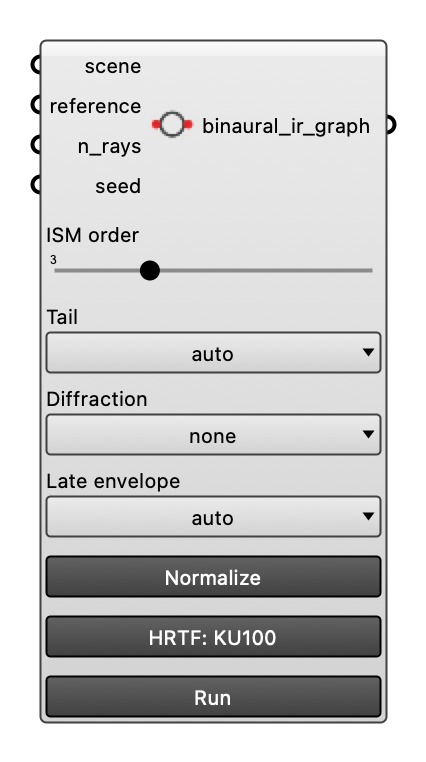 scene
reference
n_rays
seed
binaural_ir_graph
ISM order
3
Tail
auto
Diffraction
none
Late envelope
auto
Normalize
HRTF: KU100
Run